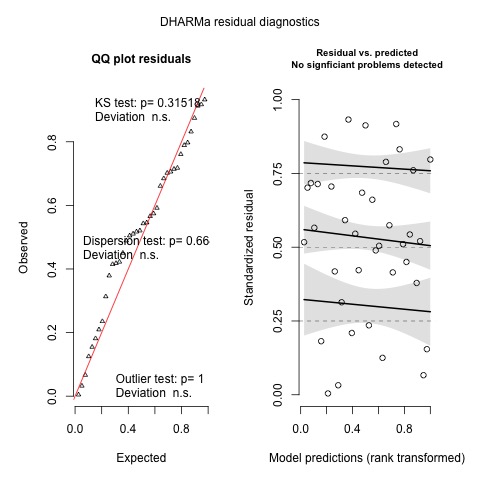 DHARMa residual diagnostics
QQ plot residuals
KS test: p= 0.31518
Deviation n.s.
Dispersion test: p= 0.66
Deviation n.s.
Outlier test: p= 1
Deviation n.s.
Observed
0.0
0.2
0.4
0.6
0.8
0.0
0.4
0.8
Expected
Residual vs. predicted
No signficiant problems detected
Standardized residual
0.00
0.25
0.50
0.75
1.00
0.0
0.4
0.8
Model predictions (rank transformed)